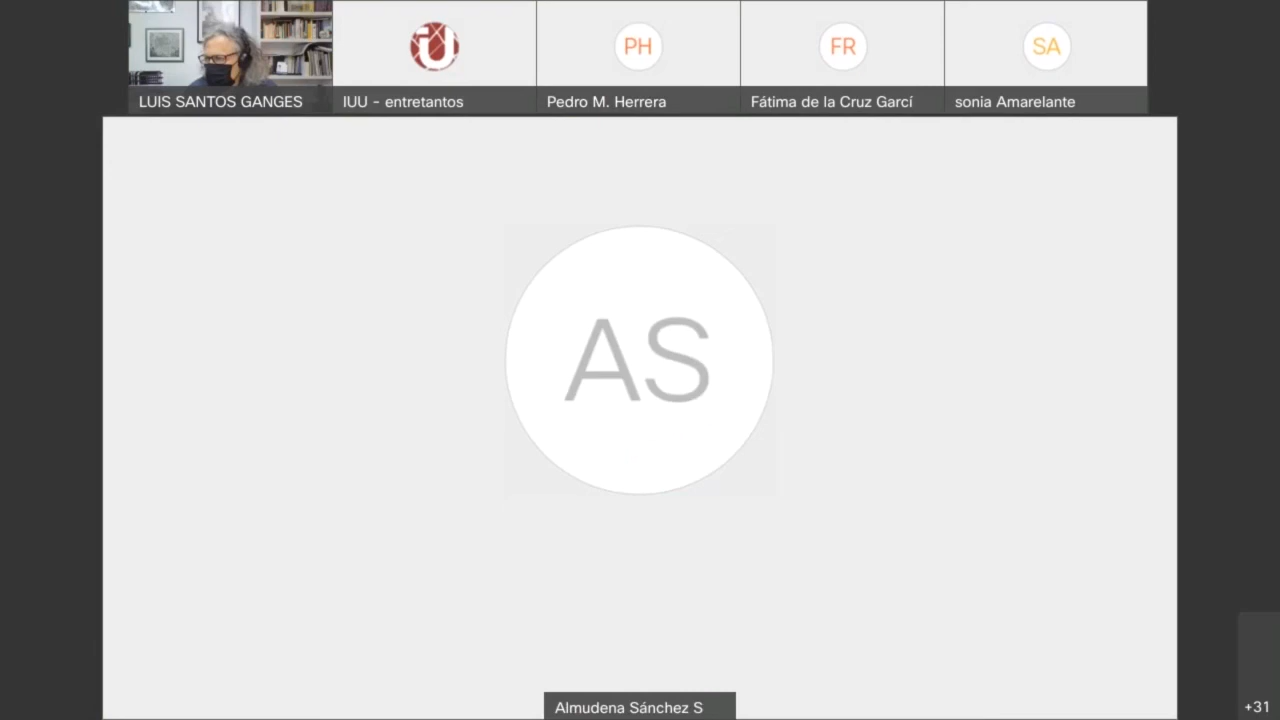 PH
FR
SA
LUIS SANTOS GANGES
IUU - entretantos
Pedro M. Herrera
Fátima de la Cruz Garcí
sonia Amarelante
AS
Almudena Sánchez S
+31